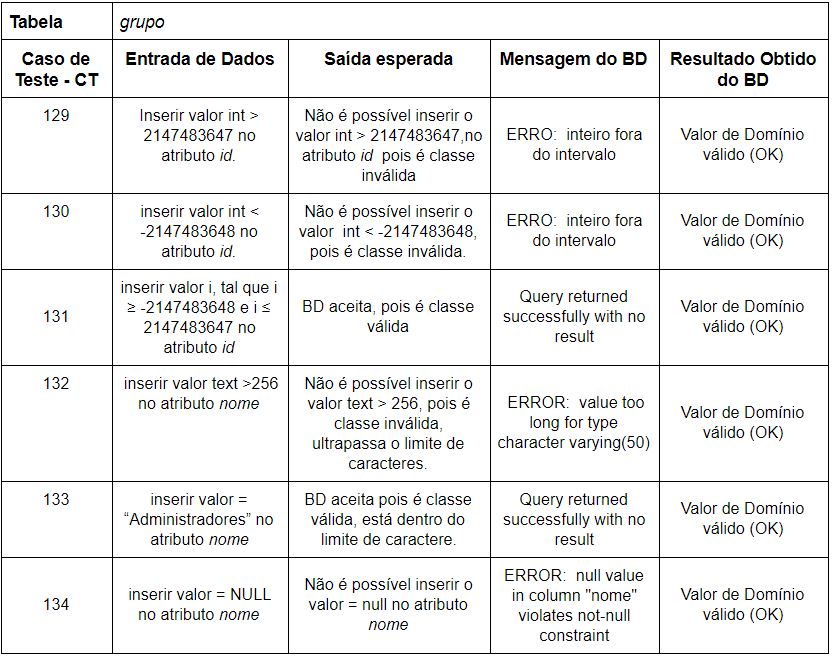 Tabela
grupo
Caso de
Teste - CT
Entrada de Dados
Saída esperada
Mensagem do BD
Resultado Obtido
do BD
129
Inserir valor int >
2147483647 no
atributo id.
Não é possível inserir o
valor int > 2147483647,no
atributo id pois é classe
inválida
ERRO: inteiro fora
do intervalo
Valor de Domínio
válido (OK)
130
inserir valor int <
-2147483648 no
atributo id.
Não é possível inserir o
valor int < -2147483648,
pois é classe inválida.
ERRO: inteiro fora
do intervalo
Valor de Domínio
válido (OK)
131
inserir valor i, tal que i
≥ -2147483648 e i ≤
2147483647 no
atributo id
BD aceita, pois é classe
válida
Query returned
successfully with no
result
Valor de Domínio
válido (OK)
132
inserir valor text >256
no atributo nome
Não é possível inserir o
valor text > 256, pois é
classe inválida,
ultrapassa o limite de
caracteres.
ERROR: value too
long for type
character varying(50)
Valor de Domínio
válido (OK)
133
inserir valor =
“Administradores” no
atributo nome
BD aceita pois é classe
válida, está dentro do
limite de caractere.
Query returned
successfully with no
result
Valor de Domínio
válido (OK)
134
inserir valor = NULL
no atributo nome
Não é possível inserir o
valor = null no atributo
nome
ERROR: null value
in column "nome"
violates not-null
constraint
Valor de Domínio
válido (OK)